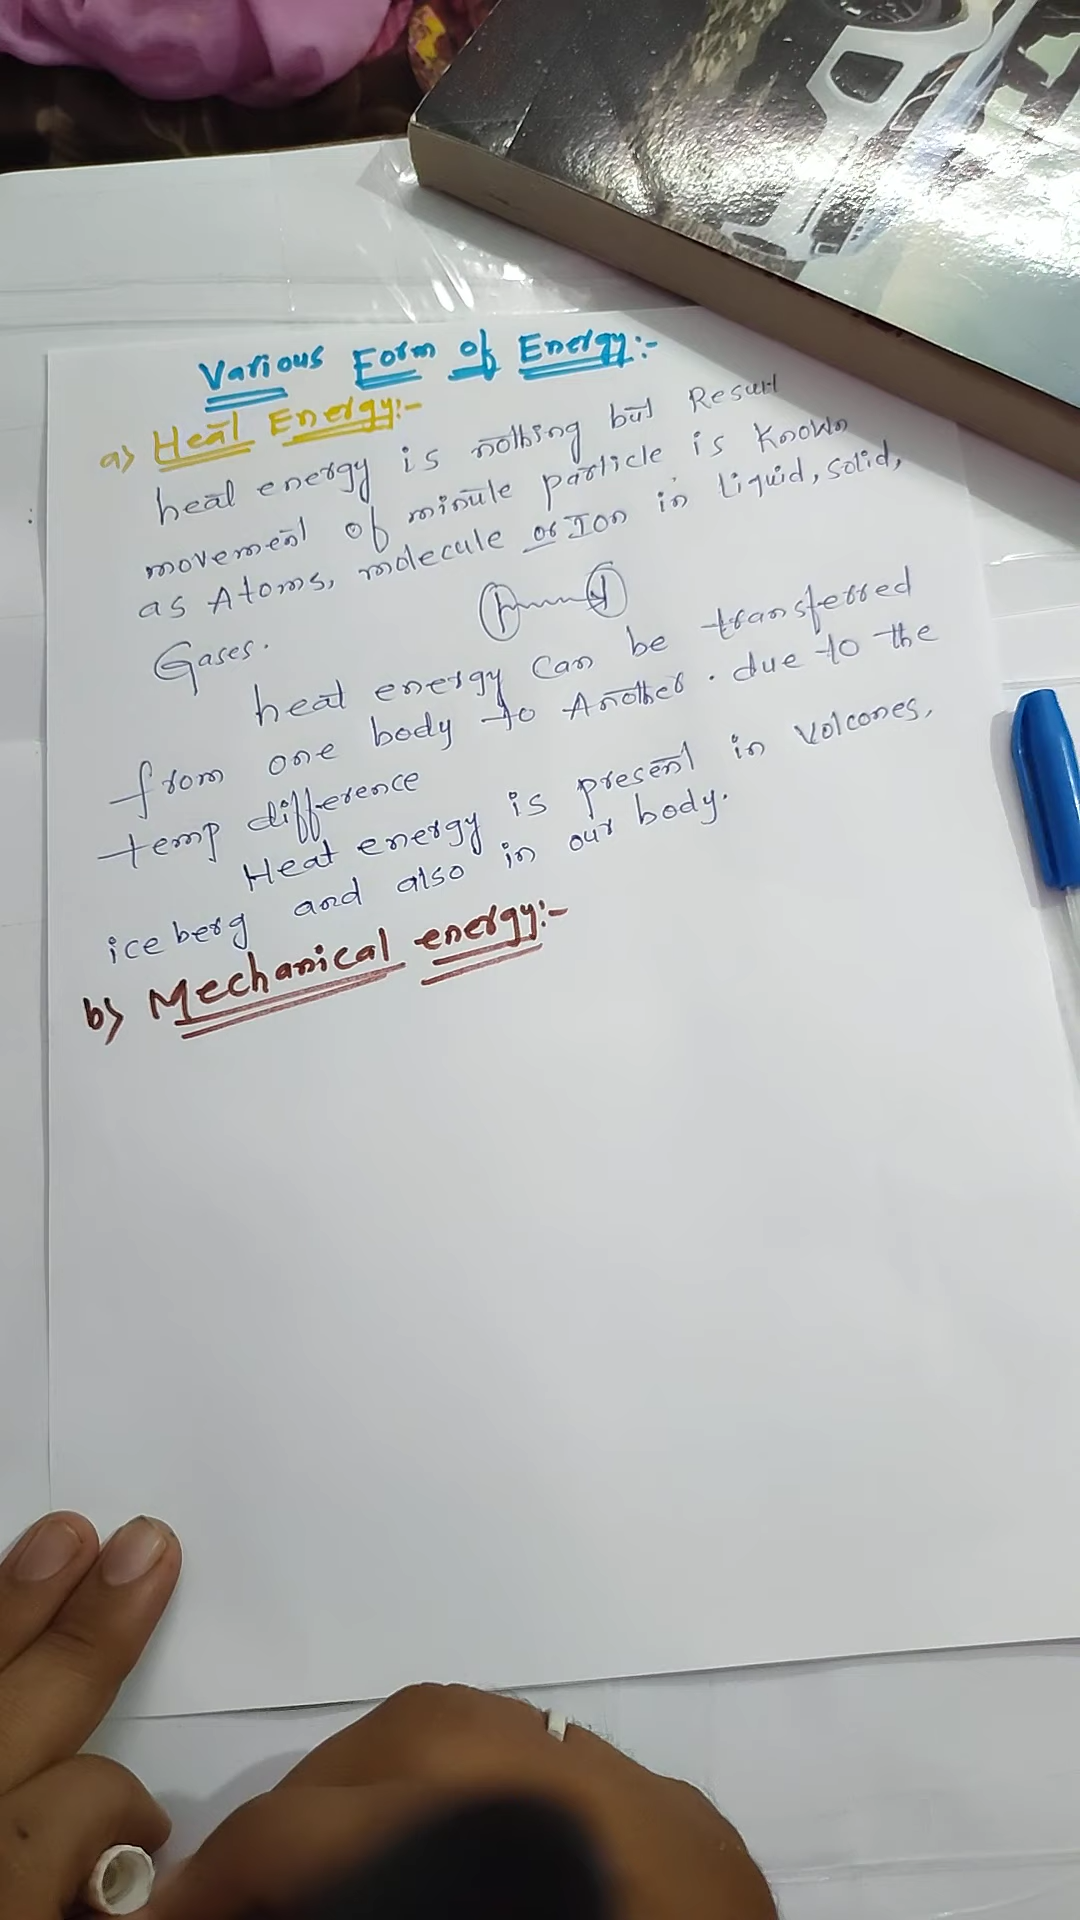 Various Form of Energy:-
a) Heat Energy:-
heat energy is nothing but Result
movement of minute particle is Known
as Atoms, molecule or Ion in Liquid, solid,
Gases.
heat energy Can be transferred
from one body to Another. due to the
temp difference
Heat energy is present in Volcones,
ice berg and also in our body.
b) Mechanical energy:-